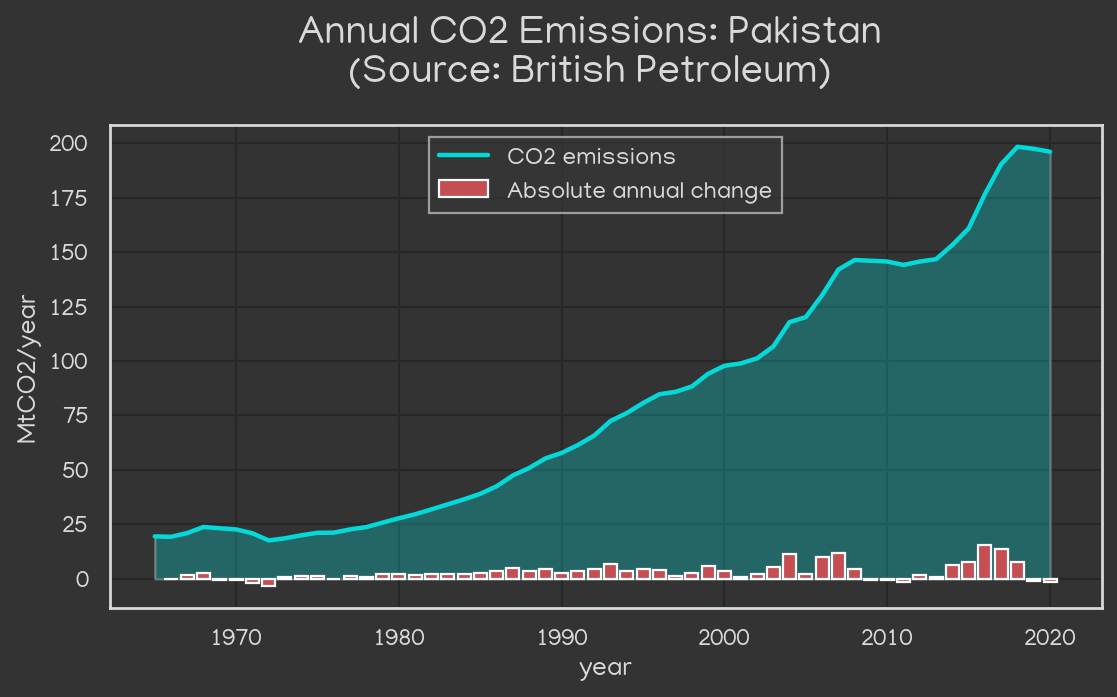 Annual CO2 Emissions: Pakistan
(Source: British Petroleum)
CO2 emissions
Absolute annual change
MtCO2/year
200
175
150
125
100
75
50
25
0
1970 1980 1990 2000 2010 2020
year